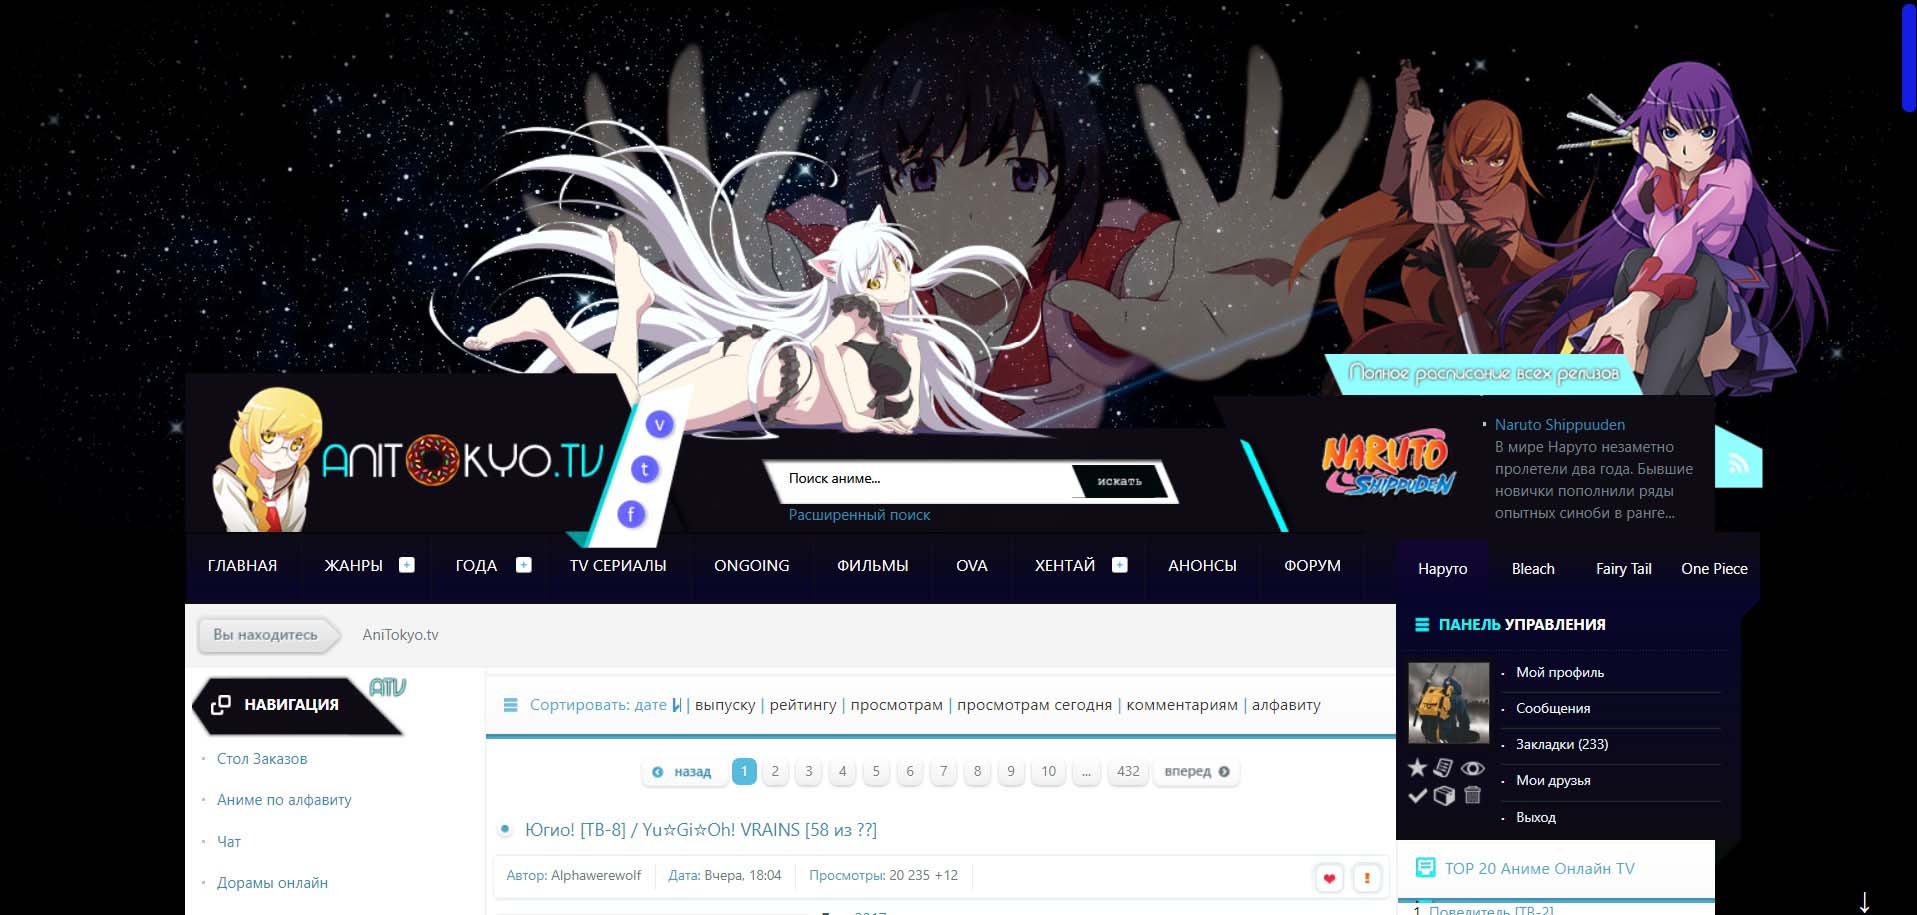 Полное расписание всех релизов
ANITOKYO.TV
v
t
f
Поиск аниме...
искать
Расширенный поиск
NARUTO
SHIPPUDEN
Naruto Shippuuden
В мире Наруто незаметно
пролетели два года. Бывшие
новички пополнили ряды
опытных синоби в ранге...
ГЛАВНАЯ
ЖАНРЫ +
ГОДА +
TV СЕРИАЛЫ
ONGOING
ФИЛЬМЫ
OVA
ХЕНТАЙ +
АНОНСЫ
ФОРУМ
Наруто
Bleach
Fairy Tail
One Piece
Вы находитесь
AniTokyo.tv
ПАНЕЛЬ УПРАВЛЕНИЯ
Мой профиль
Сообщения
Закладки (233)
Мои друзья
Выход
НАВИГАЦИЯ
ATV
Стол Заказов
Аниме по алфавиту
Чат
Дорамы онлайн
Сортировать: дате | выпуску | рейтингу | просмотрам | просмотрам сегодня | комментариям | алфавиту
назад 1 2 3 4 5 6 7 8 9 10 ... 432 вперед
Югио! [ТВ-8] / Yu☆Gi☆Oh! VRAINS [58 из ??]
Автор: Alphawerewolf
Дата: Вчера, 18:04
Просмотры: 20 235 +12
TOP 20 Аниме Онлайн TV
1. Повелитель [ТВ-2]